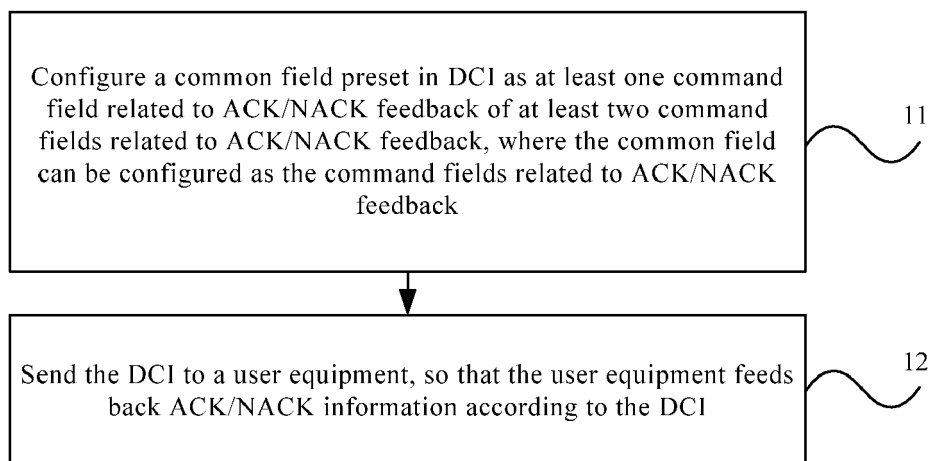 Configure a common field preset in DCI as at least one command
field related to ACK/NACK feedback of at least two command
fields related to ACK/NACK feedback, where the common field
can be configured as the command fields related to ACK/NACK
feedback
11
Send the DCI to a user equipment, so that the user equipment feeds
back ACK/NACK information according to the DCI
12